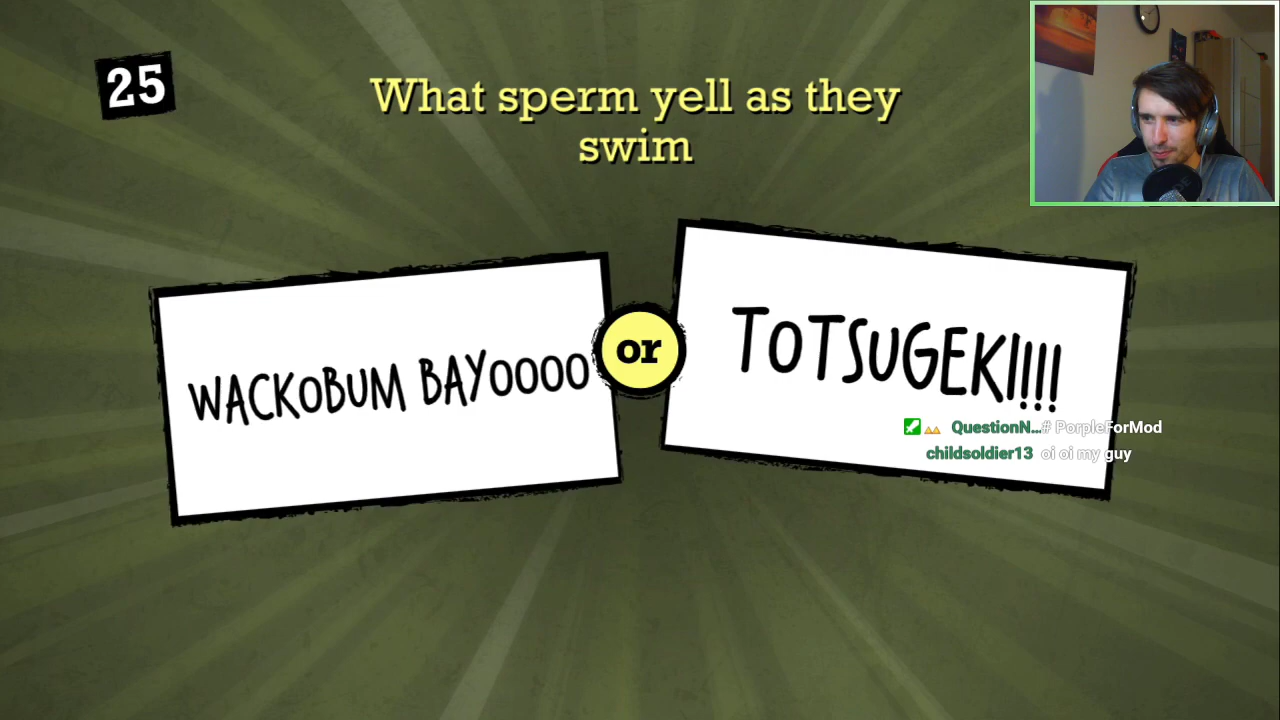 25
What sperm yell as they
swim
WACKOBUM BAYOOOO
or
TOTSUGEKI!!!!
QuestionN...# PorpleForMod
childsoldier13 oi oi my guy